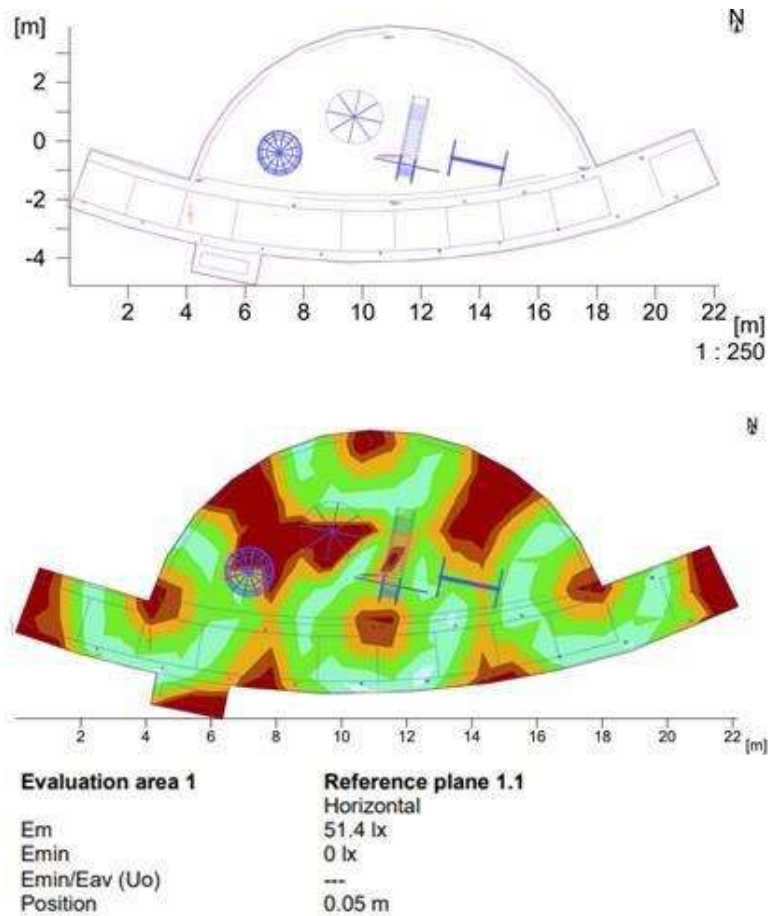 [m]
N
2
0
-2
-4
2 4 6 8 10 12 14 16 18 20 22
[m]
1 : 250
N
2 4 6 8 10 12 14 16 18 20 22 [m]
Evaluation area 1 Reference plane 1.1
Horizontal
Em 51.4 lx
Emin 0 lx
Emin/Eav (Uo) ---
Position 0.05 m